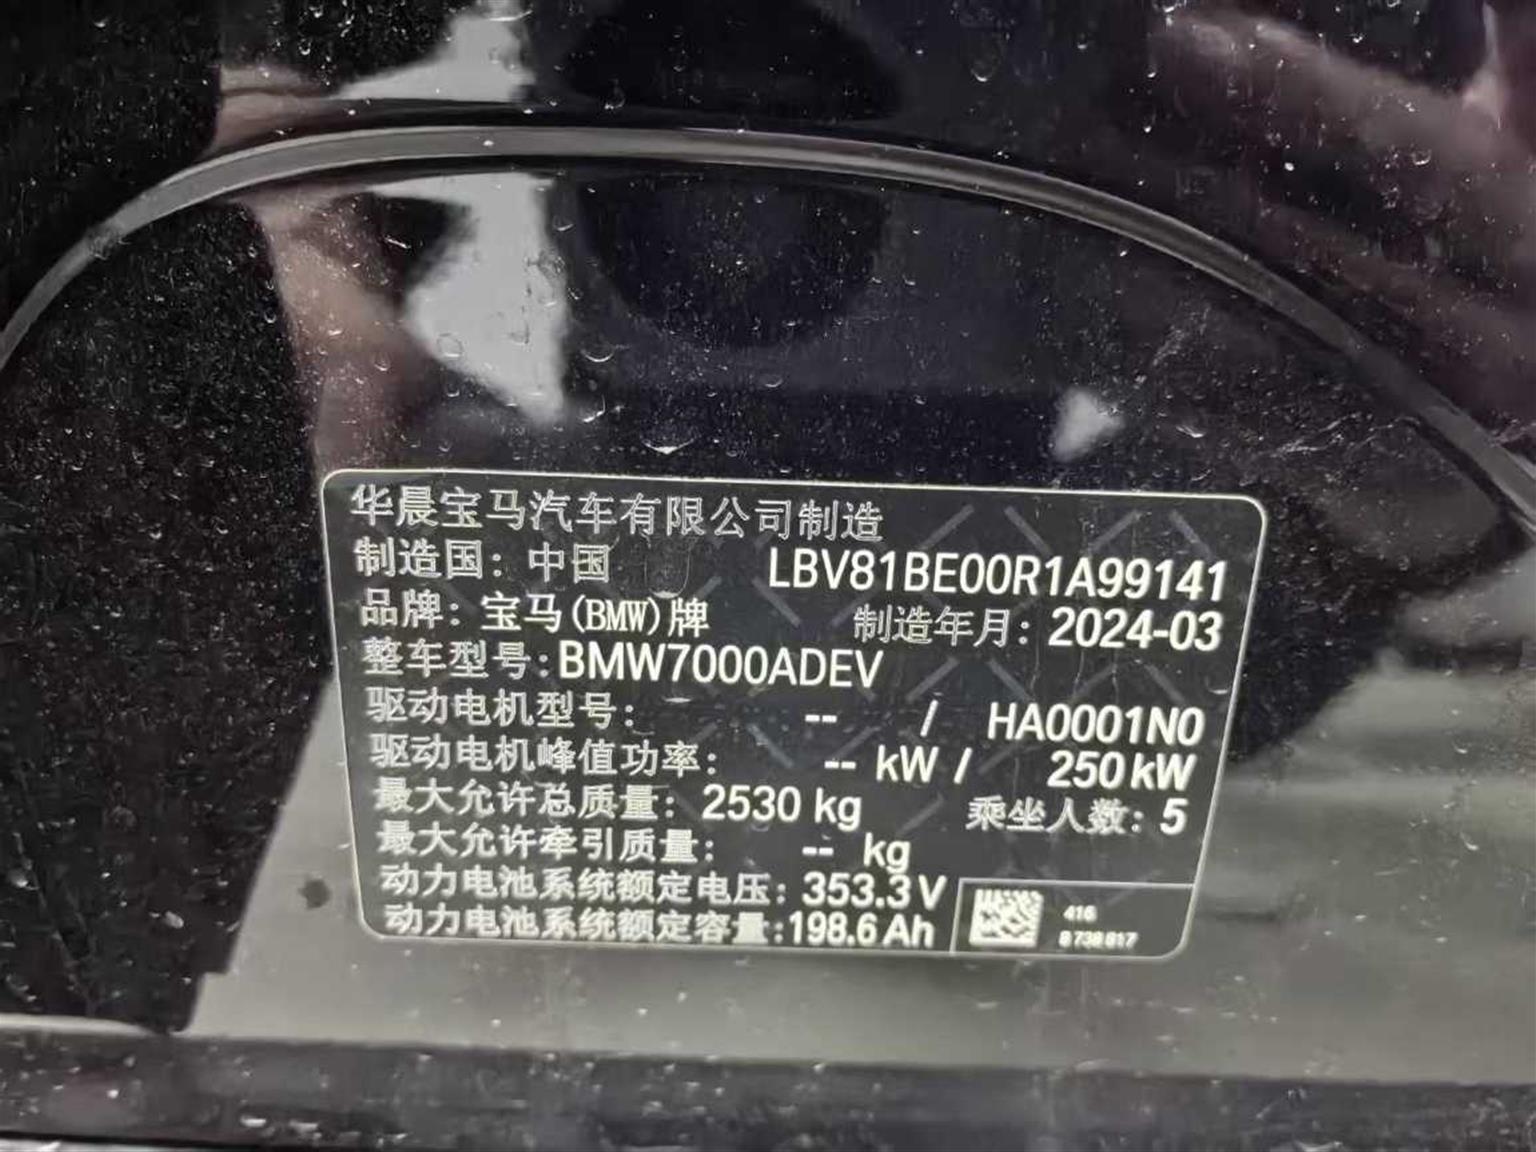 华晨宝马汽车有限公司制造
制造国：中国 LBV81BE00R1A99141
品牌：宝马(BMW)牌 制造年月：2024-03
整车型号：BMW7000ADEV
驱动电机型号： -- / HA0001N0
驱动电机峰值功率： -- kW / 250 kW
最大允许总质量：2530 kg 乘坐人数：5
最大允许牵引质量： -- kg
动力电池系统额定电压：353.3 V
动力电池系统额定容量：198.6 Ah
416
8 738 817